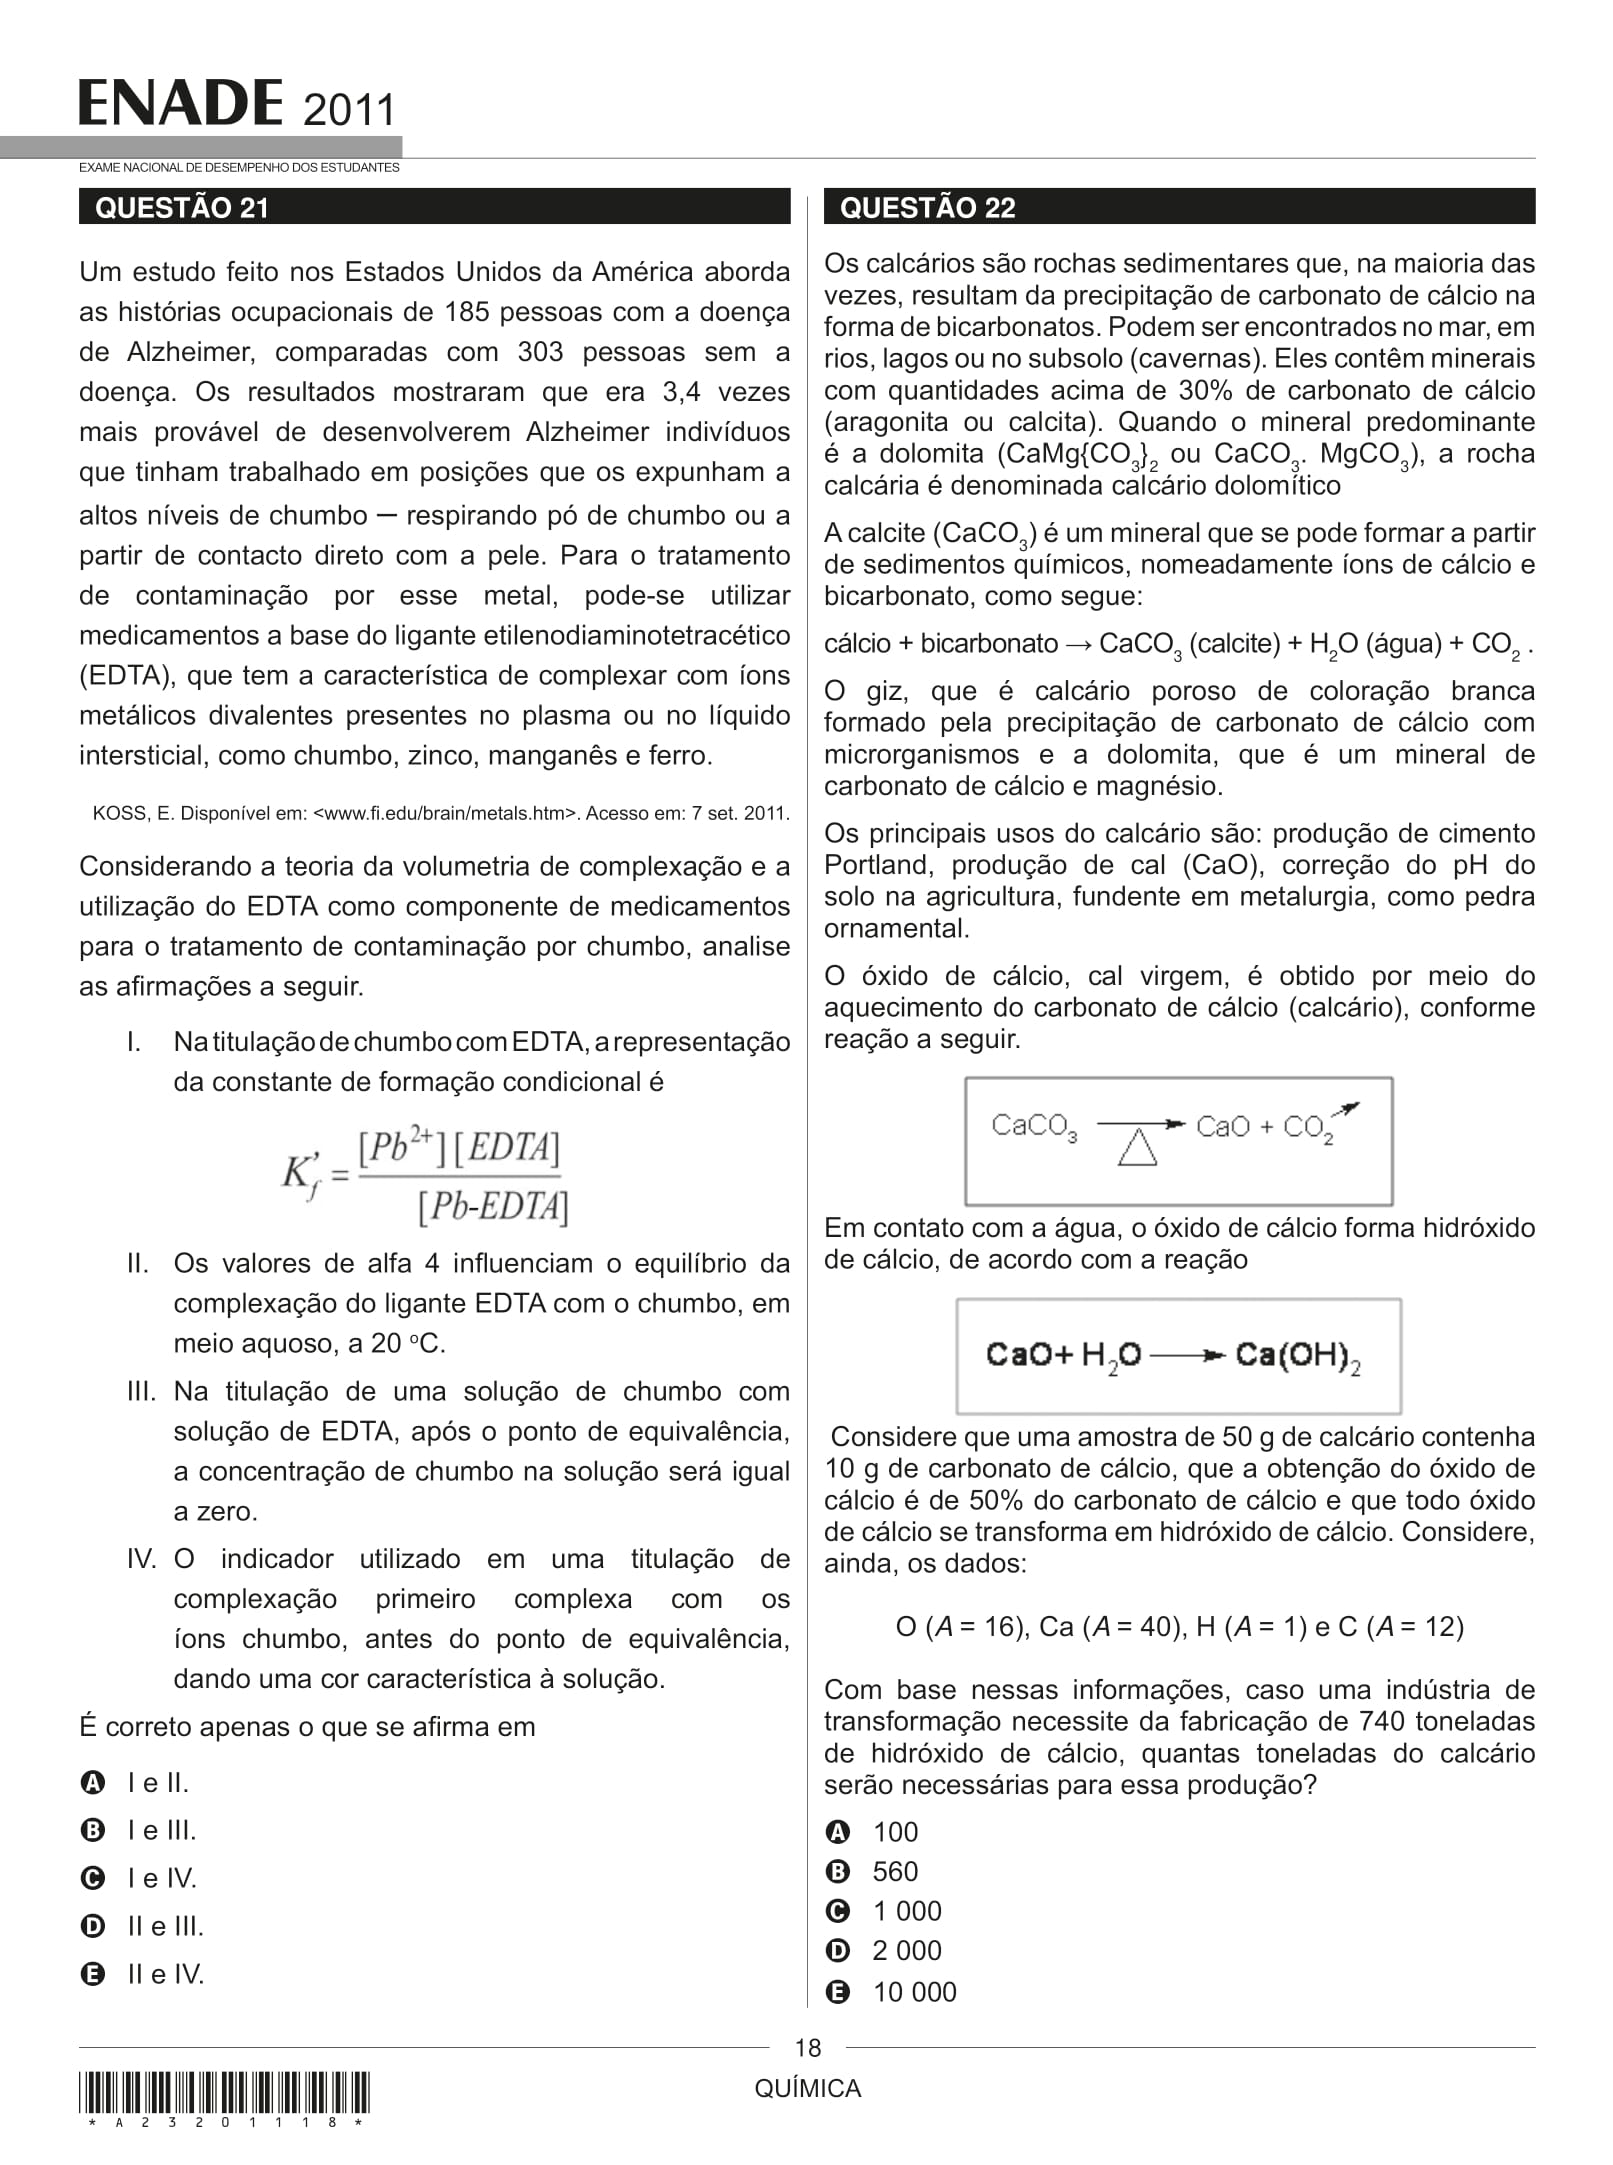 ENADE 2011
EXAME NACIONAL DE DESEMPENHO DOS ESTUDANTES
QUESTÃO 21
Um estudo feito nos Estados Unidos da América aborda
as histórias ocupacionais de 185 pessoas com a doença
de Alzheimer, comparadas com 303 pessoas sem a
doença. Os resultados mostraram que era 3,4 vezes
mais provável de desenvolverem Alzheimer indivíduos
que tinham trabalhado em posições que os expunham a
altos níveis de chumbo — respirando pó de chumbo ou a
partir de contacto direto com a pele. Para o tratamento
de contaminação por esse metal, pode-se utilizar
medicamentos a base do ligante etilenodiaminotetracético
(EDTA), que tem a característica de complexar com íons
metálicos divalentes presentes no plasma ou no líquido
intersticial, como chumbo, zinco, manganês e ferro.
KOSS, E. Disponível em: <www.fi.edu/brain/metals.htm>. Acesso em: 7 set. 2011.
Considerando a teoria da volumetria de complexação e a
utilização do EDTA como componente de medicamentos
para o tratamento de contaminação por chumbo, analise
as afirmações a seguir.
I. Na titulação de chumbo com EDTA, a representação
da constante de formação condicional é
K'f = [Pb2+] [EDTA] / [Pb-EDTA]
II. Os valores de alfa 4 influenciam o equilíbrio da
complexação do ligante EDTA com o chumbo, em
meio aquoso, a 20 ºC.
III. Na titulação de uma solução de chumbo com
solução de EDTA, após o ponto de equivalência,
a concentração de chumbo na solução será igual
a zero.
IV. O indicador utilizado em uma titulação de
complexação primeiro complexa com os
íons chumbo, antes do ponto de equivalência,
dando uma cor característica à solução.
É correto apenas o que se afirma em
A I e II.
B I e III.
C I e IV.
D II e III.
E II e IV.
QUESTÃO 22
Os calcários são rochas sedimentares que, na maioria das
vezes, resultam da precipitação de carbonato de cálcio na
forma de bicarbonatos. Podem ser encontrados no mar, em
rios, lagos ou no subsolo (cavernas). Eles contêm minerais
com quantidades acima de 30% de carbonato de cálcio
(aragonita ou calcita). Quando o mineral predominante
é a dolomita (CaMg{CO3}2 ou CaCO3. MgCO3), a rocha
calcária é denominada calcário dolomítico
A calcite (CaCO3) é um mineral que se pode formar a partir
de sedimentos químicos, nomeadamente íons de cálcio e
bicarbonato, como segue:
cálcio + bicarbonato → CaCO3 (calcite) + H2O (água) + CO2 .
O giz, que é calcário poroso de coloração branca
formado pela precipitação de carbonato de cálcio com
microrganismos e a dolomita, que é um mineral de
carbonato de cálcio e magnésio.
Os principais usos do calcário são: produção de cimento
Portland, produção de cal (CaO), correção do pH do
solo na agricultura, fundente em metalurgia, como pedra
ornamental.
O óxido de cálcio, cal virgem, é obtido por meio do
aquecimento do carbonato de cálcio (calcário), conforme
reação a seguir.
CaCO3 → △ CaO + CO2 ↗
Em contato com a água, o óxido de cálcio forma hidróxido
de cálcio, de acordo com a reação
CaO+ H2O → Ca(OH)2
Considere que uma amostra de 50 g de calcário contenha
10 g de carbonato de cálcio, que a obtenção do óxido de
cálcio é de 50% do carbonato de cálcio e que todo óxido
de cálcio se transforma em hidróxido de cálcio. Considere,
ainda, os dados:
O (A = 16), Ca (A = 40), H (A = 1) e C (A = 12)
Com base nessas informações, caso uma indústria de
transformação necessite da fabricação de 740 toneladas
de hidróxido de cálcio, quantas toneladas do calcário
serão necessárias para essa produção?
A 100
B 560
C 1 000
D 2 000
E 10 000
18
QUÍMICA
* A 2 3 2 0 1 1 1 8 *